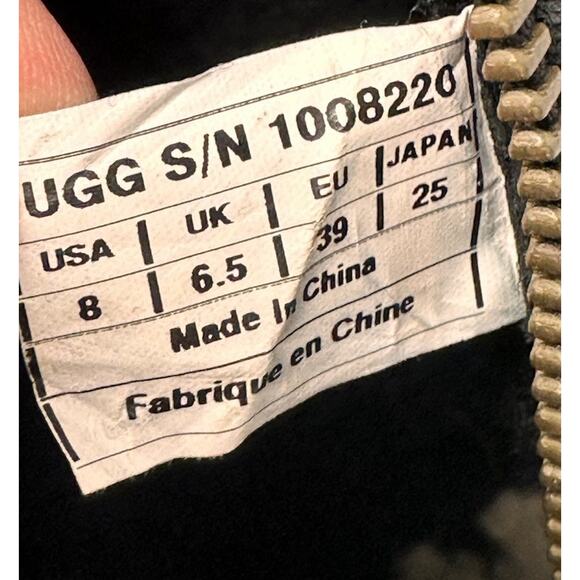 UGG S/N 1008220
USA | UK | EU | JAPAN
8 | 6.5 | 39 | 25
Made In China
Fabrique en Chine